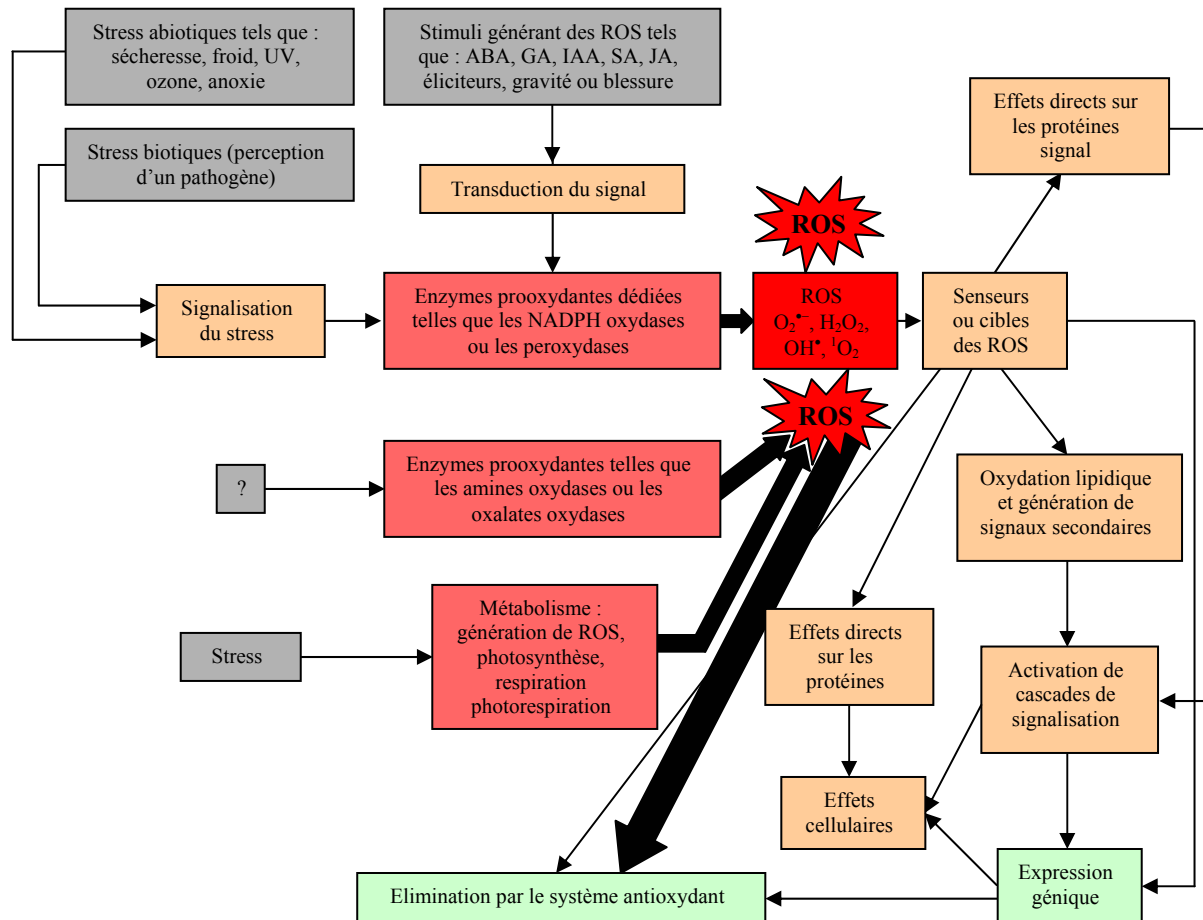 Stress abiotiques tels que :
sécheresse, froid, UV,
ozone, anoxie
Stimuli générant des ROS tels
que : ABA, GA, IAA, SA, JA,
éliciteurs, gravité ou blessure
Effets directs sur
les protéines
signal
Stress biotiques (perception
d’un pathogène)
Transduction du signal
ROS
Signalisation
du stress
Enzymes prooxydantes dédiées
telles que les NADPH oxydases
ou les peroxydases
ROS
O₂•⁻, H₂O₂,
OH•, ¹O₂
Senseurs
ou cibles
des ROS
ROS
?
Enzymes prooxydantes telles que
les amines oxydases ou les
oxalates oxydases
Oxydation lipidique
et génération de
signaux secondaires
Stress
Métabolisme :
génération de ROS,
photosynthèse,
respiration
photorespiration
Effets directs
sur les
protéines
Activation de
cascades de
signalisation
Effets
cellulaires
Elimination par le système antioxydant
Expression
génique